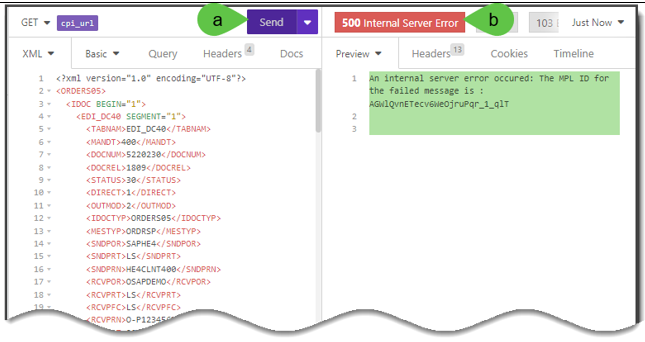 GET cpi_url a Send 500 Internal Server Error b 103 Just Now
XML Basic Query Headers 4 Docs Preview Headers 13 Cookies Timeline
1 <?xml version="1.0" encoding="UTF-8"?>
2 <ORDERS05>
3 <IDOC BEGIN="1">
4 <EDI_DC40 SEGMENT="1">
5 <TABNAM>EDI_DC40</TABNAM>
6 <MANDT>400</MANDT>
7 <DOCNUM>5220230</DOCNUM>
8 <DOCREL>1809</DOCREL>
9 <STATUS>30</STATUS>
10 <DIRECT>1</DIRECT>
11 <OUTMOD>2</OUTMOD>
12 <IDOCTYP>ORDERS05</IDOCTYP>
13 <MESTYP>ORDRSP</MESTYP>
14 <SNDPOR>SAPHE4</SNDPOR>
15 <SNDPRT>LS</SNDPRT>
16 <SNDPRN>HE4CLNT400</SNDPRN>
17 <RCVPOR>OSAPDEMO</RCVPOR>
18 <RCVPRT>LS</RCVPRT>
19 <RCVPFC>LS</RCVPFC>
<RCVPRN>O-P12345
1 An internal server error occured: The MPL ID for
the failed message is :
AGWlQvnETecv6WeOjruPqr_1_qlT
2
3